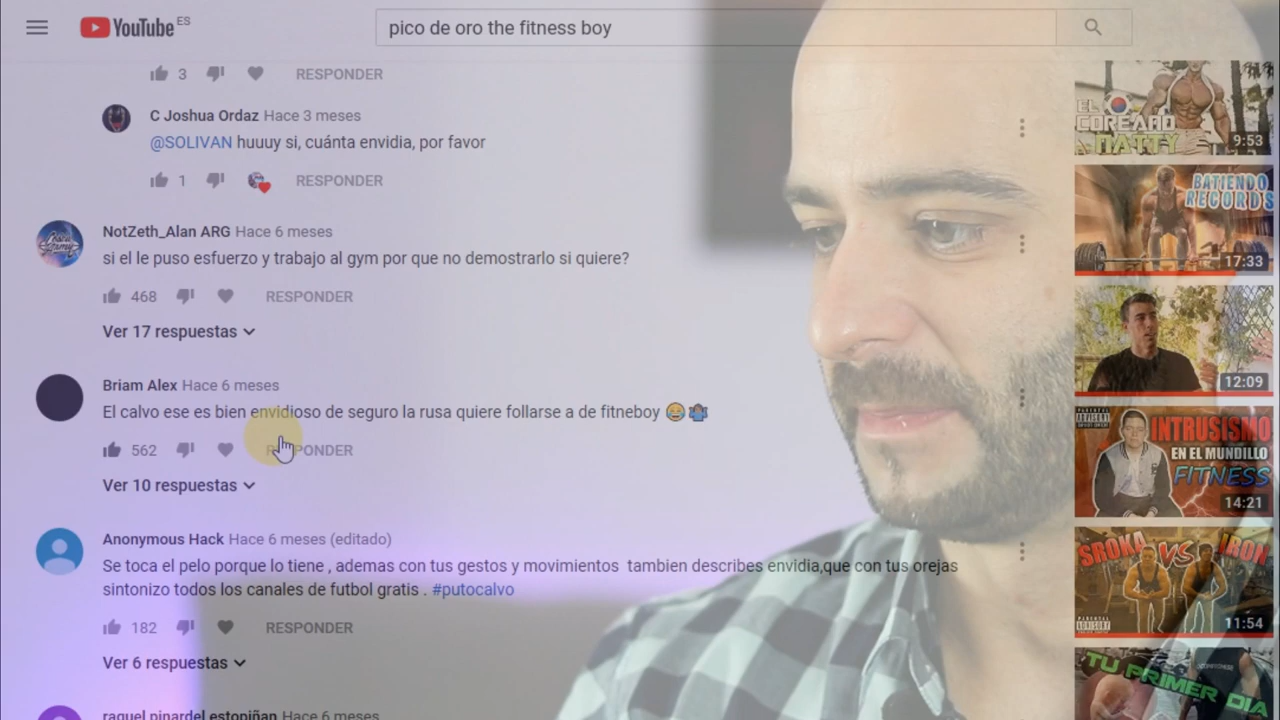 YouTube ES
pico de oro the fitness boy
3 RESPONDER
C Joshua Ordaz Hace 3 meses
@SOLIVAN huuuy si, cuánta envidia, por favor
1 RESPONDER
NotZeth_Alan ARG Hace 6 meses
si el le puso esfuerzo y trabajo al gym por que no demostrarlo si quiere?
468 RESPONDER
Ver 17 respuestas
Briam Alex Hace 6 meses
El calvo ese es bien envidioso de seguro la rusa quiere follarse a de fitneboy 😂🤷🏽‍♂️
562 RESPONDER
Ver 10 respuestas
Anonymous Hack Hace 6 meses (editado)
Se toca el pelo porque lo tiene , ademas con tus gestos y movimientos tambien describes envidia,que con tus orejas
sintonizo todos los canales de futbol gratis . #putocalvo
182 RESPONDER
Ver 6 respuestas
raquel pinardel estopiñan Hace 6 meses
EL
COREANO
NATTY
9:53
BATIENDO
RECORDS
17:33
12:09
INTRUSISMO
EN EL MUNDILLO
FITNESS
14:21
SROKA VS IRON
11:54
TU PRIMER DIA